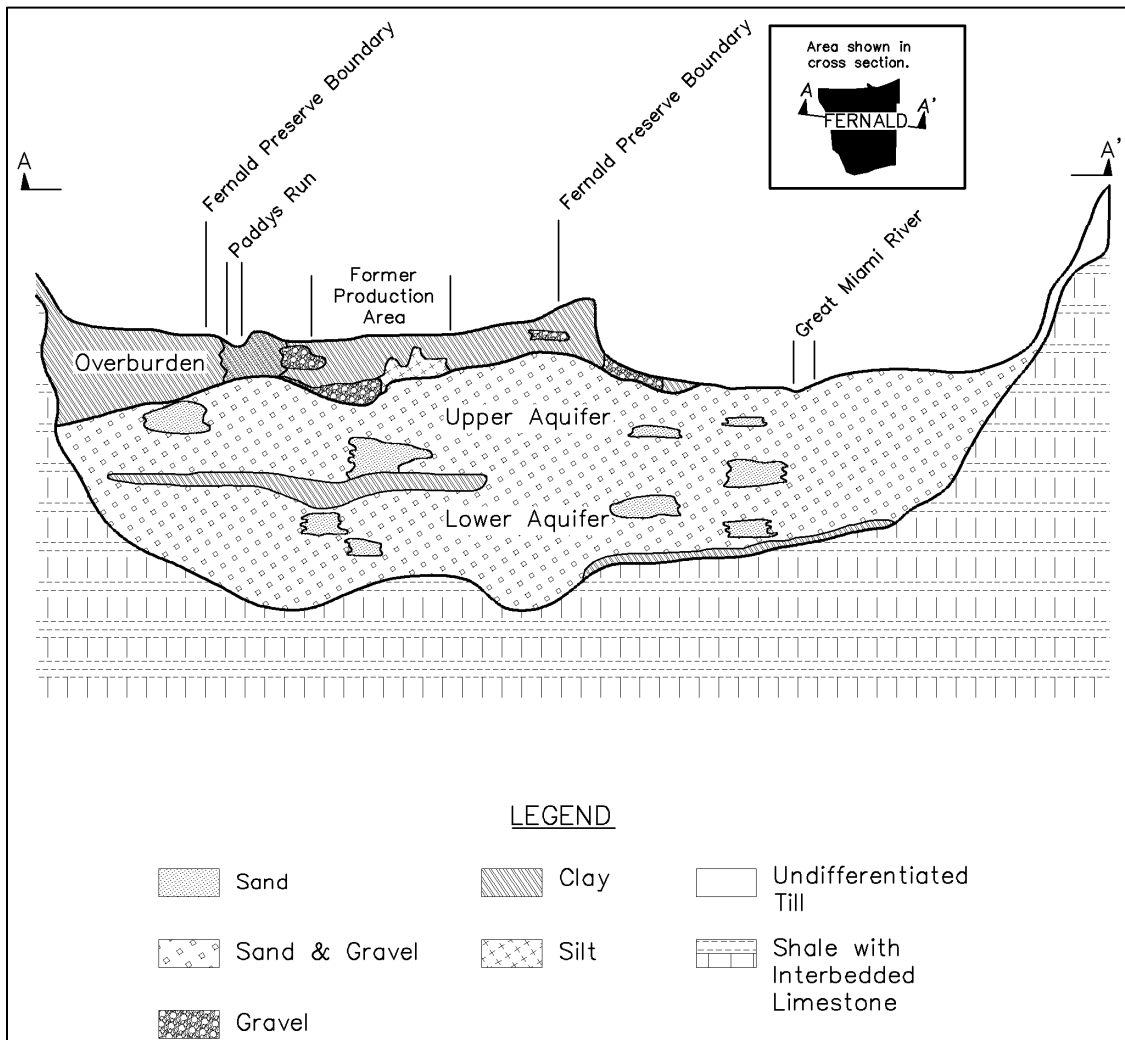 Fernald Preserve Boundary
Paddys Run
Fernald Preserve Boundary
Area shown in
cross section.
A
A'
FERNALD
A
A'
Great Miami River
Former
Production
Area
Overburden
Upper Aquifer
Lower Aquifer
LEGEND
Sand
Clay
Undifferentiated
Till
Sand & Gravel
Silt
Shale with
Interbedded
Limestone
Gravel